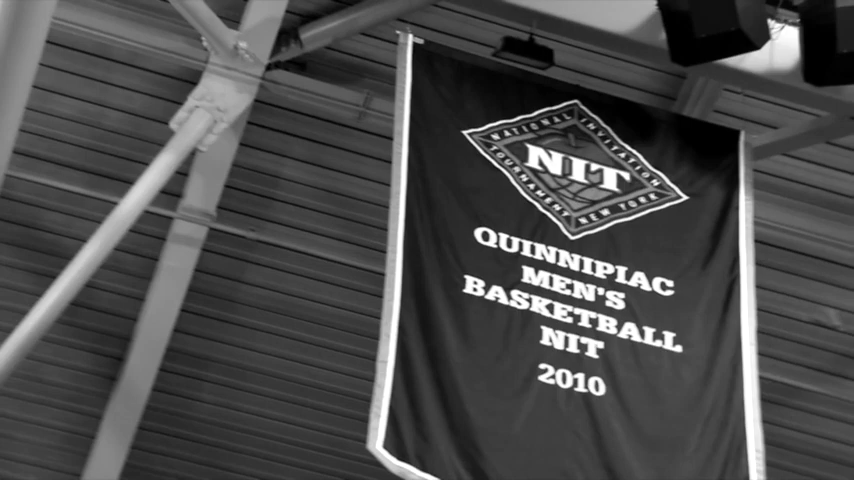 NATIONAL INVITATION
NIT
TOURNAMENT NEW YORK
QUINNIPIAC
MEN'S
BASKETBALL
NIT
2010